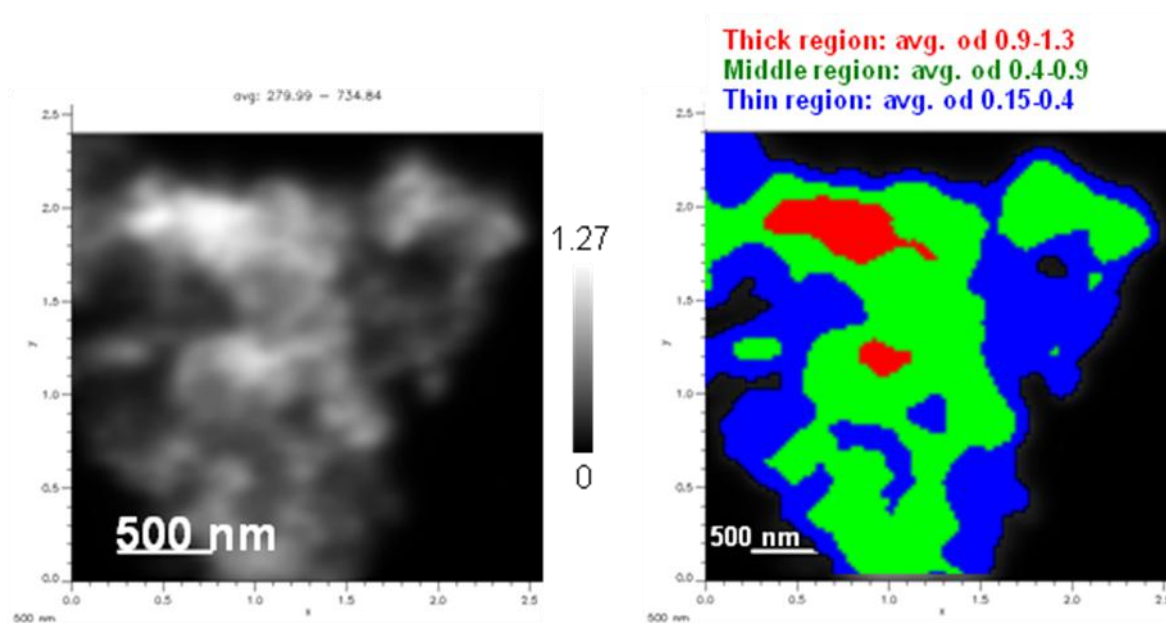 Thick region: avg. od 0.9-1.3
Middle region: avg. od 0.4-0.9
Thin region: avg. od 0.15-0.4
avg: 279.99 - 734.84
2.5
2.0
1.5
y
1.0
0.5
0.0
0.0 0.5 1.0 1.5 2.0 2.5
x
500 nm
500 nm
1.27
0
2.5
2.0
1.5
y
1.0
0.5
0.0
0.0 0.5 1.0 1.5 2.0 2.5
x
500 nm
500 nm